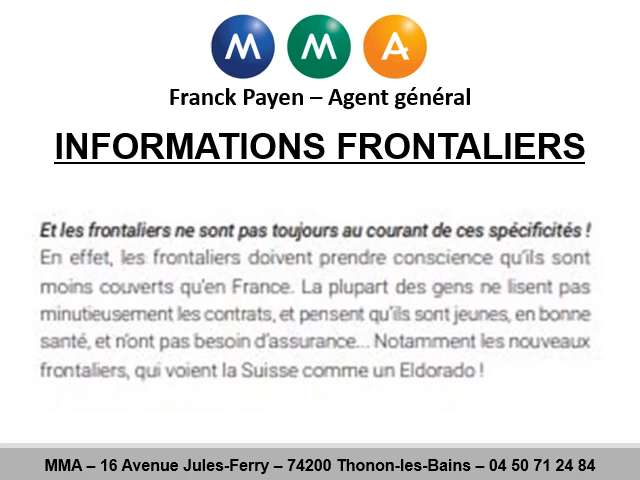 M M A
Franck Payen – Agent général
INFORMATIONS FRONTALIERS
Et les frontaliers ne sont pas toujours au courant de ces spécificités !
En effet, les frontaliers doivent prendre conscience qu'ils sont
moins couverts qu'en France. La plupart des gens ne lisent pas
minutieusement les contrats, et pensent qu'ils sont jeunes, en bonne
santé, et n'ont pas besoin d'assurance... Notamment les nouveaux
frontaliers, qui voient la Suisse comme un Eldorado !
MMA – 16 Avenue Jules-Ferry – 74200 Thonon-les-Bains – 04 50 71 24 84